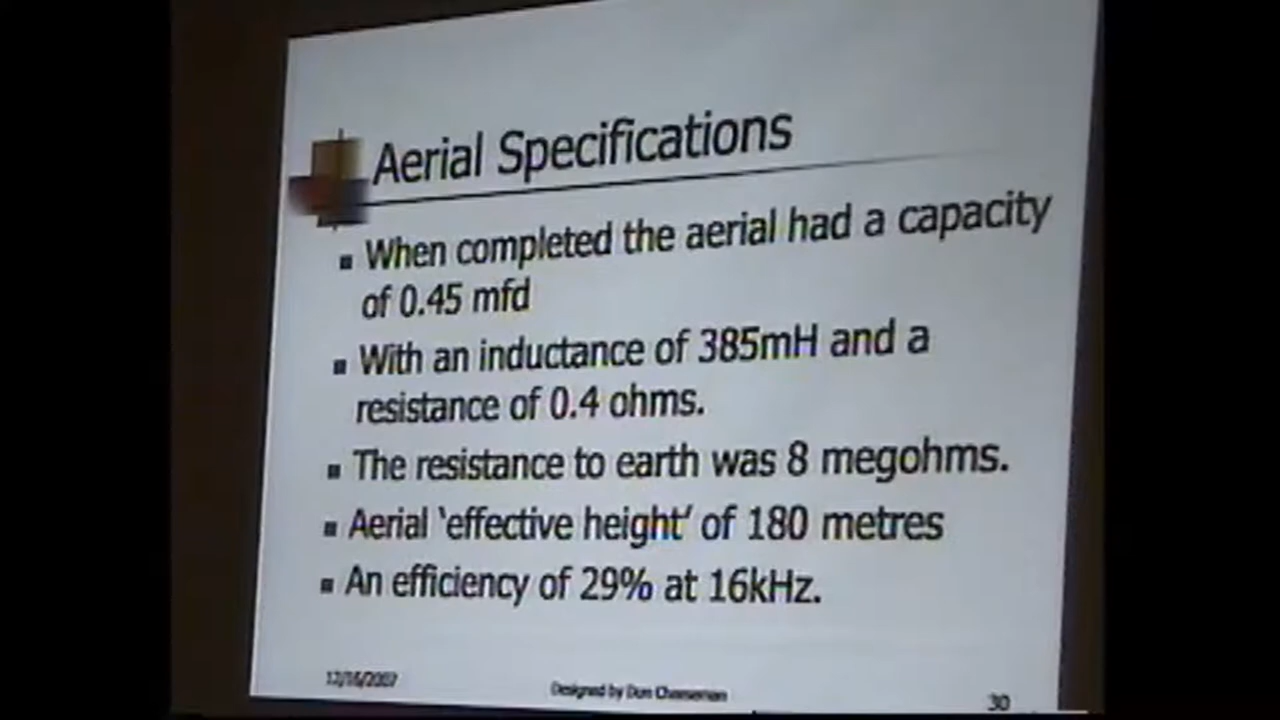 Aerial Specifications
When completed the aerial had a capacity
of 0.45 mfd
With an inductance of 385mH and a
resistance of 0.4 ohms.
The resistance to earth was 8 megohms.
Aerial ‘effective height’ of 180 metres
An efficiency of 29% at 16kHz.
12/16/2007
Designed by Don Cheeseman
30